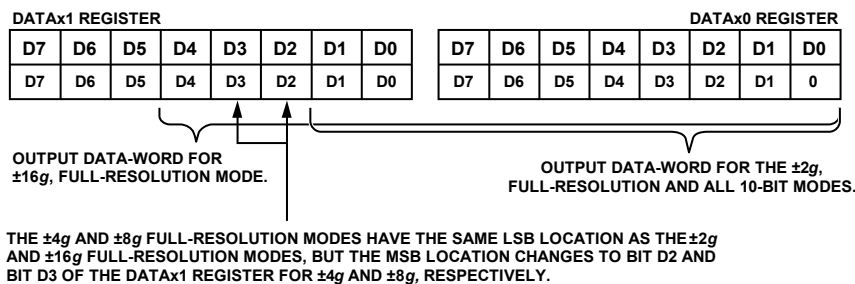 DATAx1 REGISTER DATAx0 REGISTER
D7 D6 D5 D4 D3 D2 D1 D0 D7 D6 D5 D4 D3 D2 D1 D0
D7 D6 D5 D4 D3 D2 D1 D0 D7 D6 D5 D4 D3 D2 D1 0
OUTPUT DATA-WORD FOR
±16g, FULL-RESOLUTION MODE.
OUTPUT DATA-WORD FOR THE ±2g,
FULL-RESOLUTION AND ALL 10-BIT MODES.
THE ±4g AND ±8g FULL-RESOLUTION MODES HAVE THE SAME LSB LOCATION AS THE ±2g
AND ±16g FULL-RESOLUTION MODES, BUT THE MSB LOCATION CHANGES TO BIT D2 AND
BIT D3 OF THE DATAx1 REGISTER FOR ±4g AND ±8g, RESPECTIVELY.